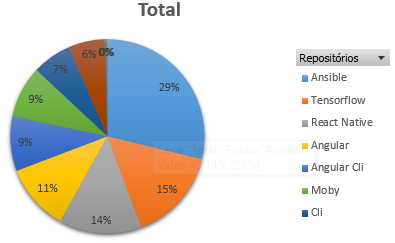 Total
0%
6%
7%
9%
9%
11%
14%
15%
29%
Repositórios
Ansible
Tensorflow
React Native
Angular
Angular Cli
Moby
Cli